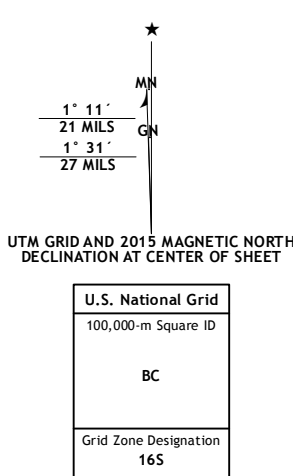 ★
MN
1° 11´
21 MILS
GN
1° 31´
27 MILS
UTM GRID AND 2015 MAGNETIC NORTH
DECLINATION AT CENTER OF SHEET
U.S. National Grid
100,000-m Square ID
BC
Grid Zone Designation
16S